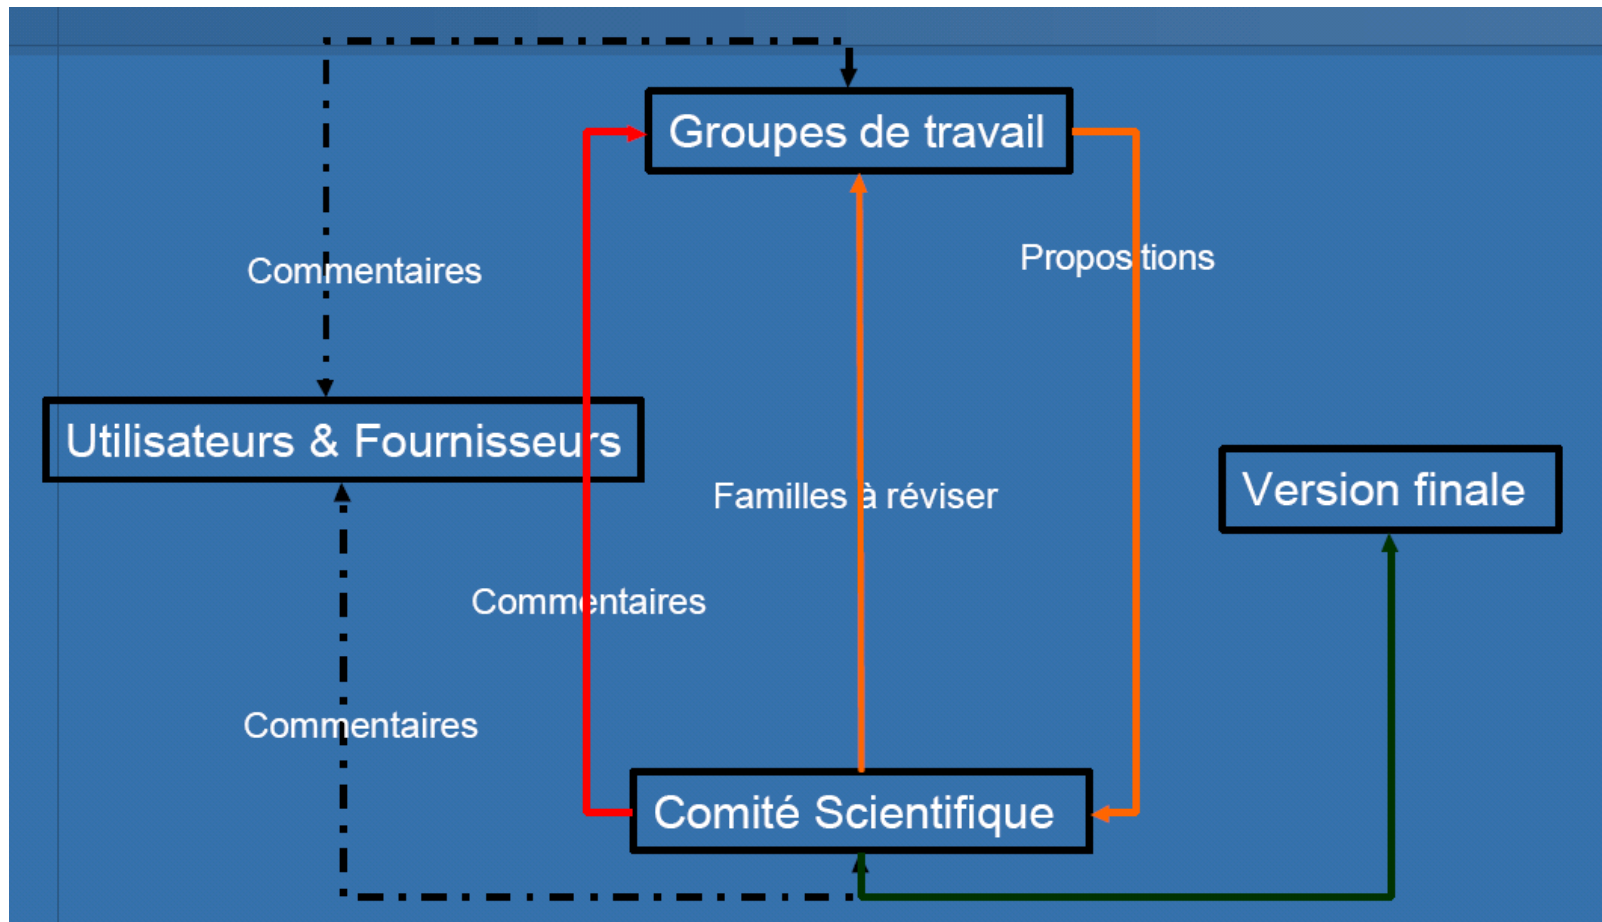 Groupes de travail
Propositions
Commentaires
Utilisateurs & Fournisseurs
Version finale
Familles à réviser
Commentaires
Commentaires
Comité Scientifique